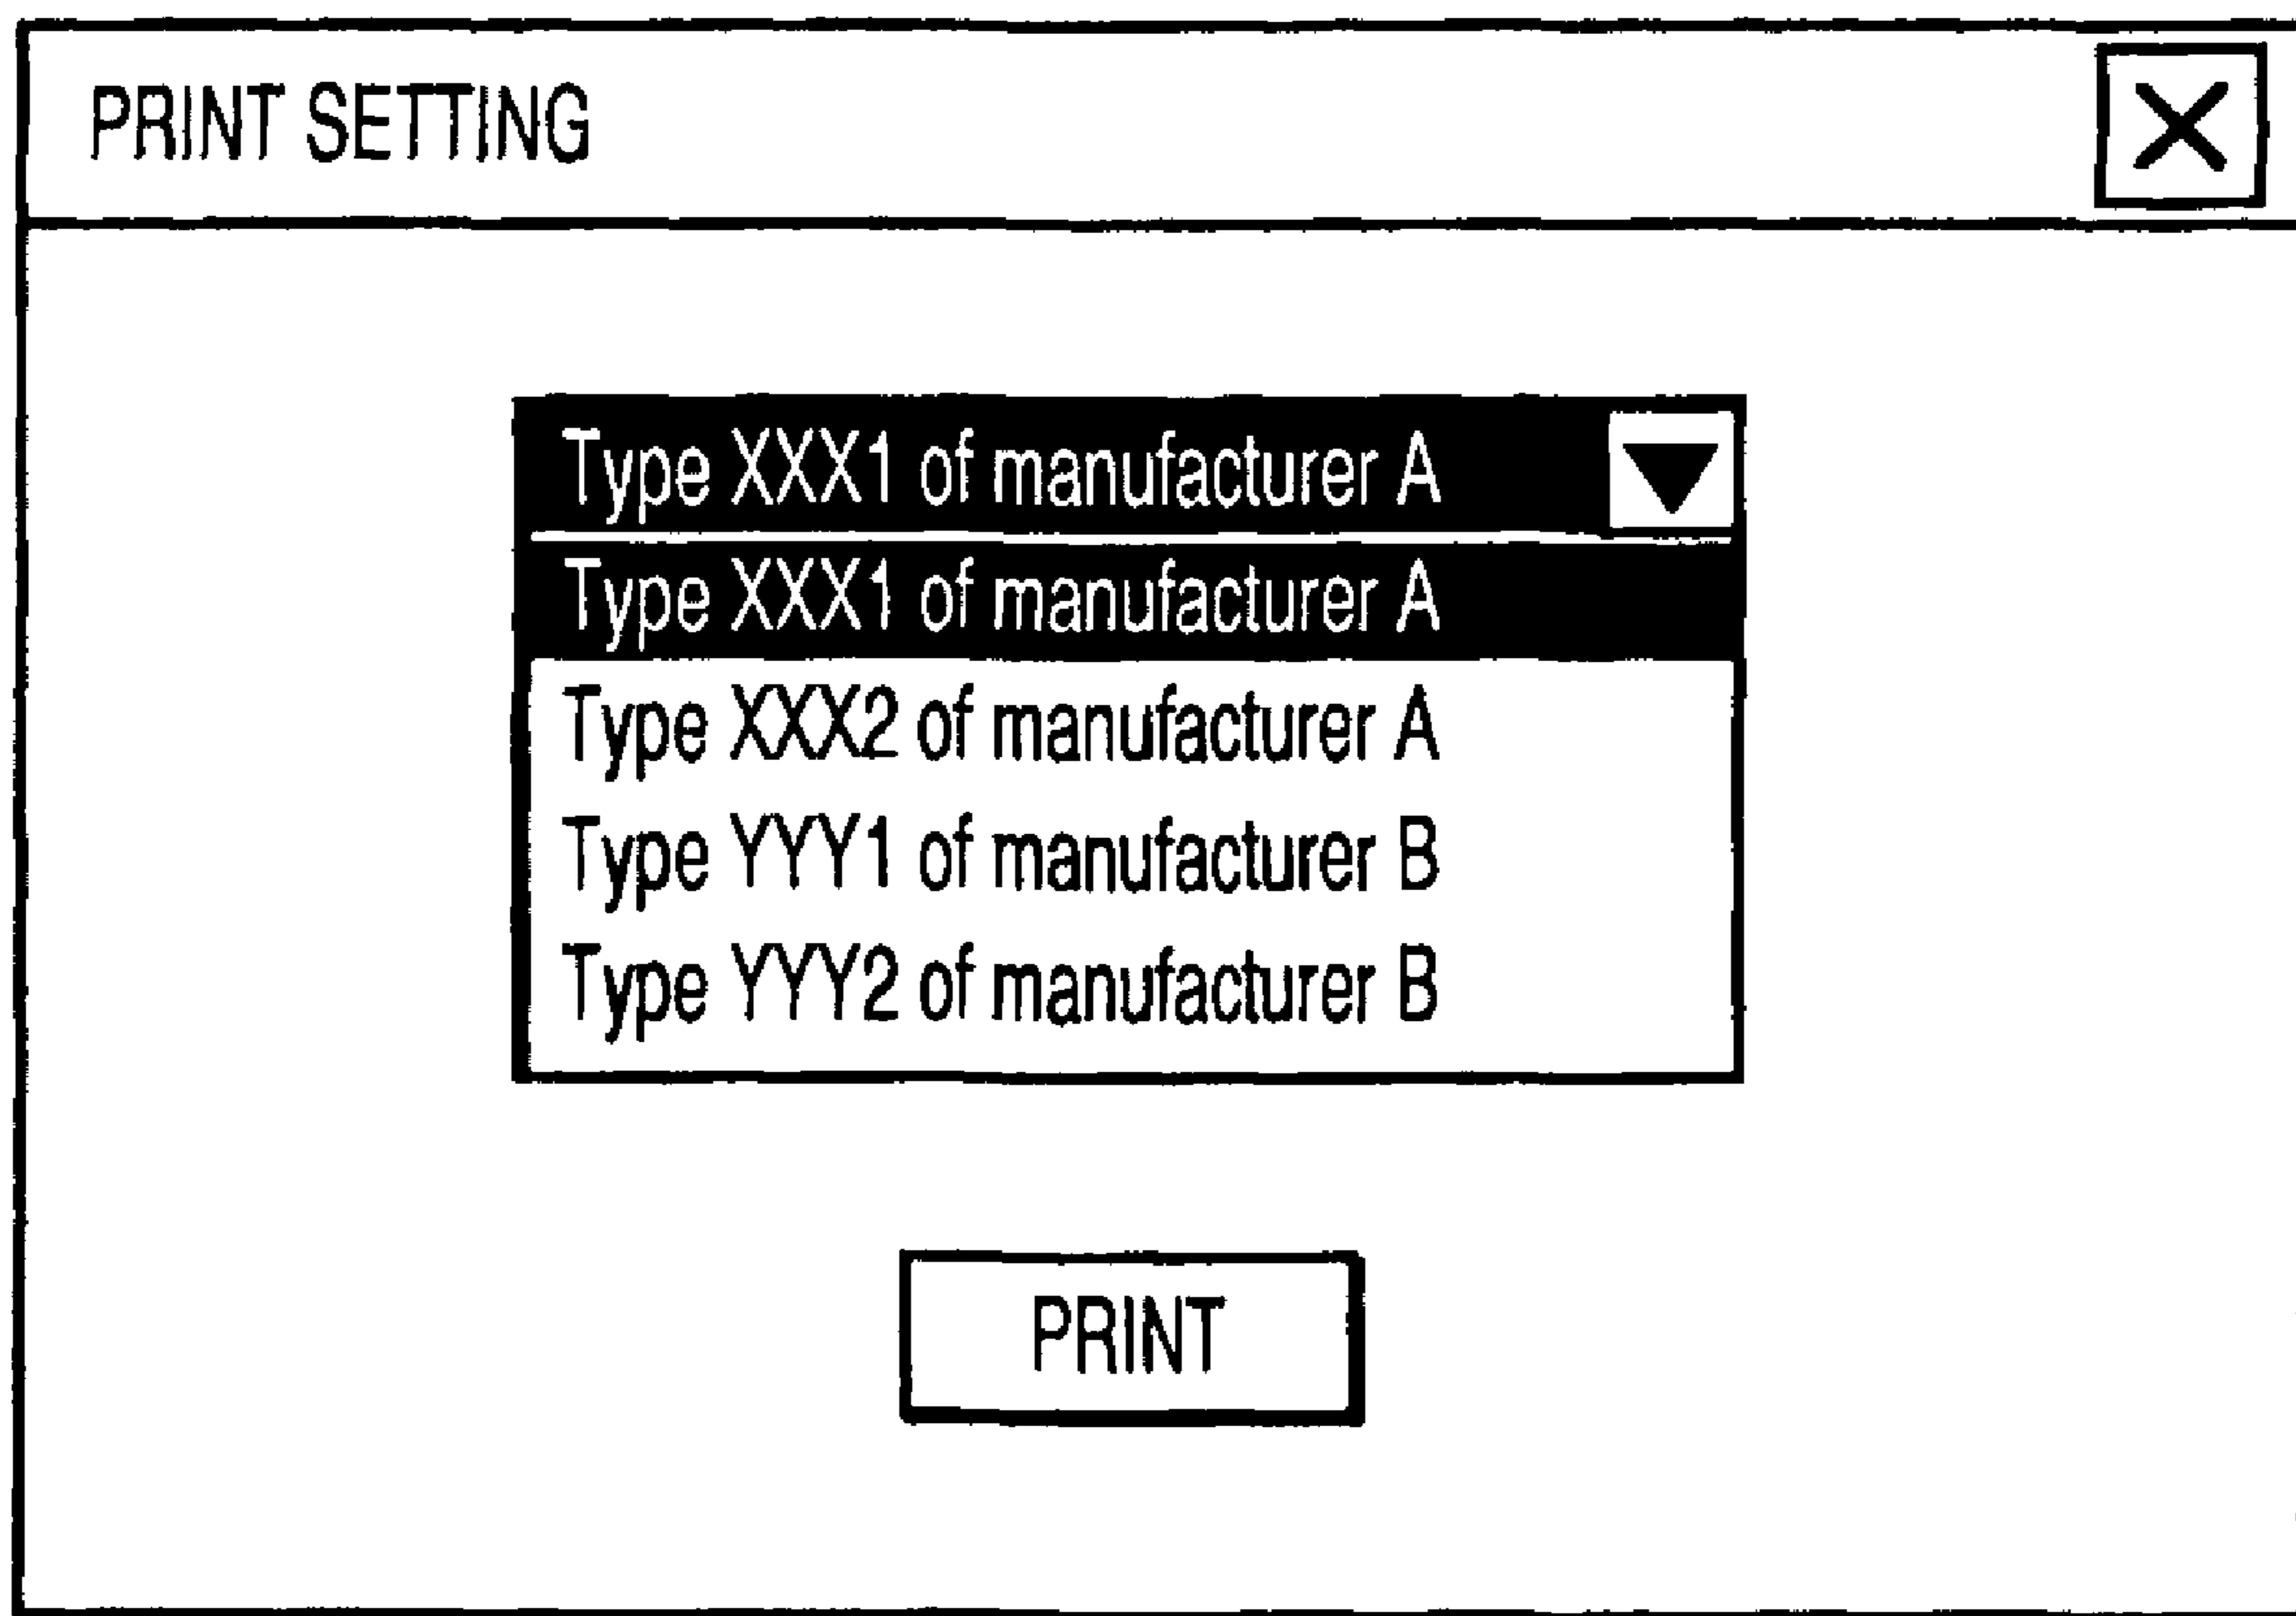 PRINT SETTING
Type XXX1 of manufacturer A
Type XXX1 of manufacturer A
Type XXX2 of manufacturer A
Type YYY1 of manufacturer B
Type YYY2 of manufacturer B
PRINT